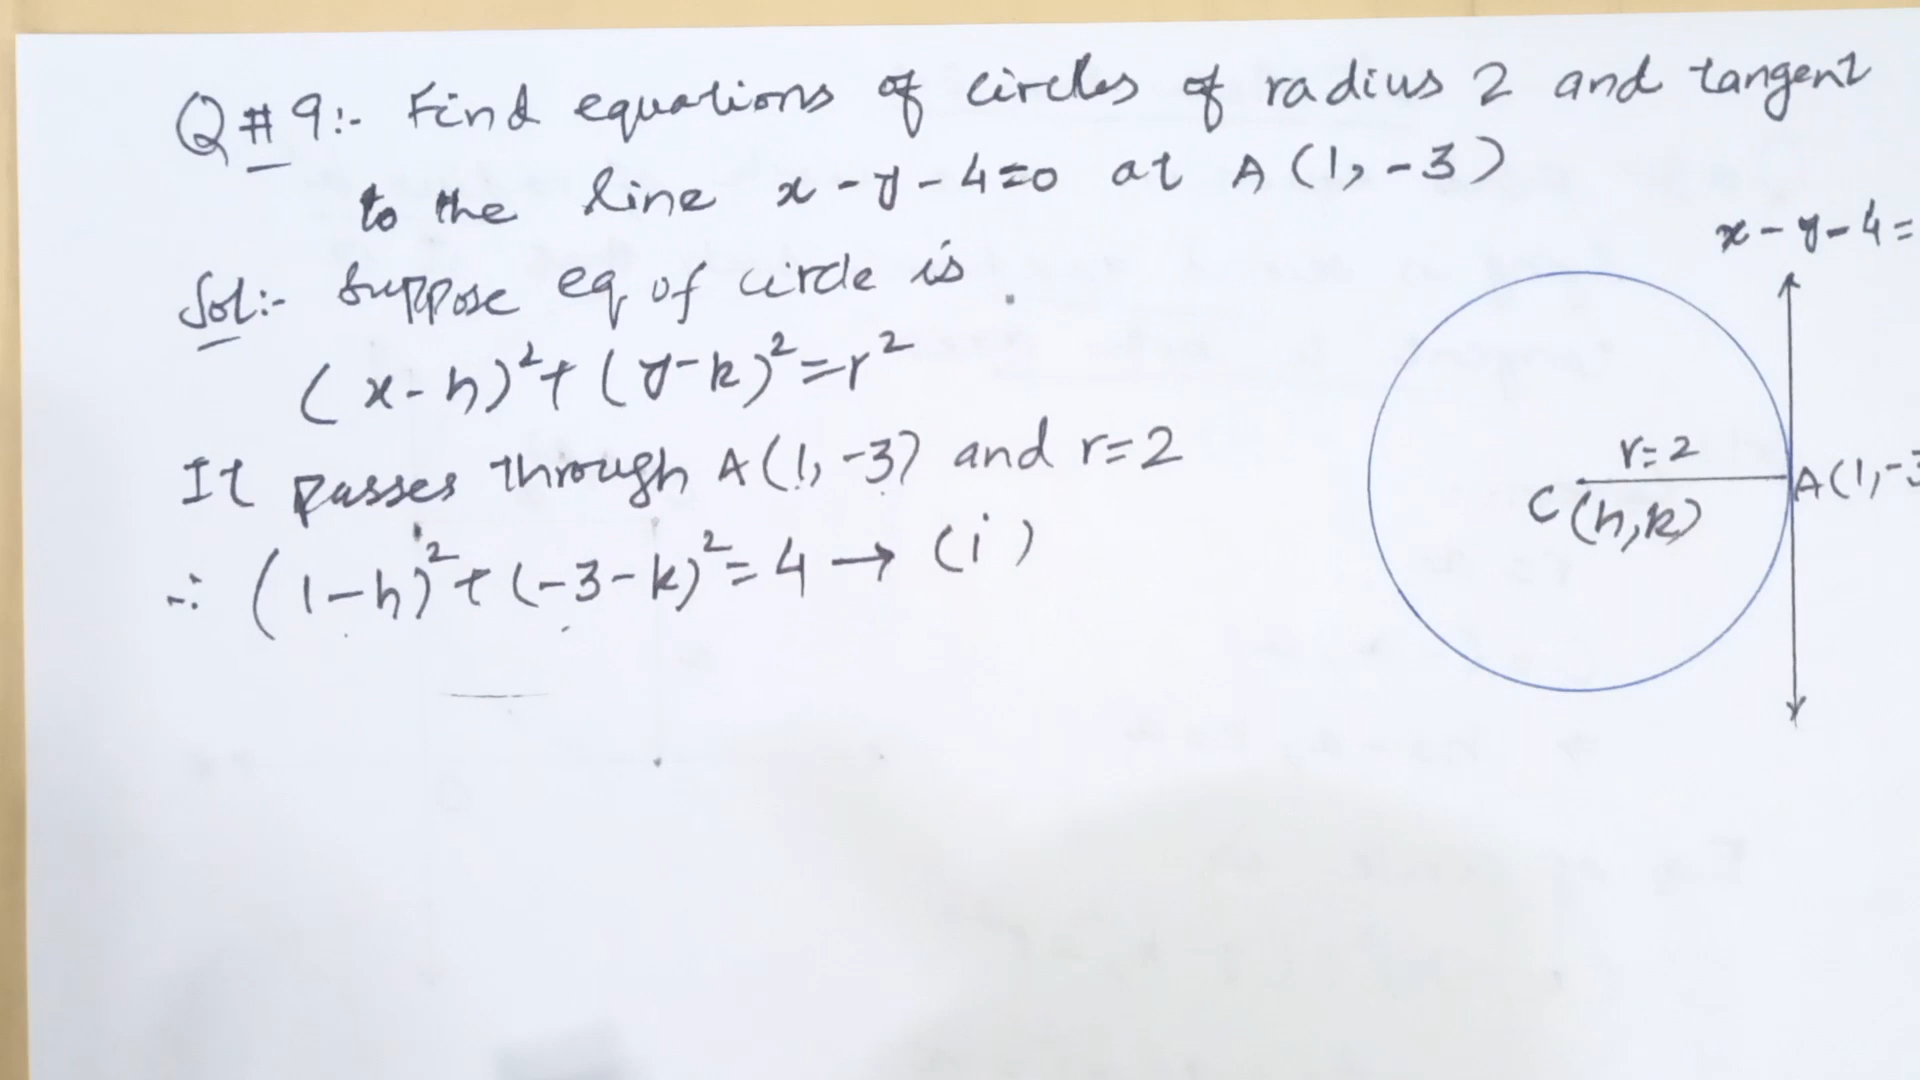 Q#9:- Find equations of circles of radius 2 and tangent
to the line x-y-4=0 at A(1,-3)
Sol:- Suppose eq of circle is
(x-h)²+(y-k)²=r²
It passes through A(1,-3) and r=2
∴ (1-h)²+(-3-k)²=4 → (i)
x-y-4=
r=2
A(1,-3
C(h,k)